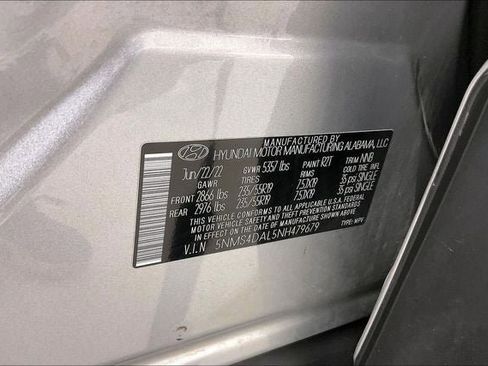 MANUFACTURED BY
HYUNDAI MOTOR MANUFACTURING ALABAMA, LLC
Jun/22/22 GVWR 5357 lbs PAINT R2T TRIM NNB
GAWR TIRES RIMS COLD TIRE
FRONT 2866 lbs 235/55R19 7.5JX19 35 psi SINGLE
REAR 2976 lbs 235/55R19 7.5JX19 35 psi SINGLE
THIS VEHICLE CONFORMS TO ALL APPLICABLE U.S.A. FEDERAL
MOTOR VEHICLE SAFETY, BUMPER AND THEFT PREVENTION STANDARDS
IN EFFECT ON THE DATE OF MANUFACTURE SHOWN ABOVE.
V.I.N 5NMS4DAL5NH479679 TYPE: MPV